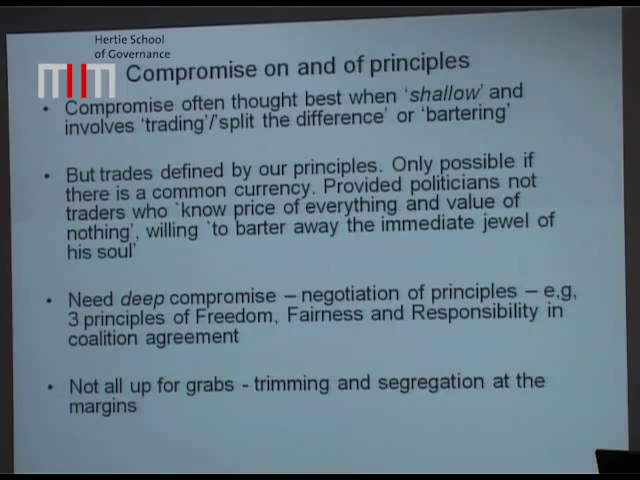 Hertie School
of Governance
Compromise on and of principles
• Compromise often thought best when ‘shallow’ and
involves ‘trading’/’split the difference’ or ‘bartering’
• But trades defined by our principles. Only possible if
there is a common currency. Provided politicians not
traders who `know price of everything and value of
nothing’, willing `to barter away the immediate jewel of
his soul’
• Need deep compromise – negotiation of principles – e,g,
3 principles of Freedom, Fairness and Responsibility in
coalition agreement
• Not all up for grabs - trimming and segregation at the
margins